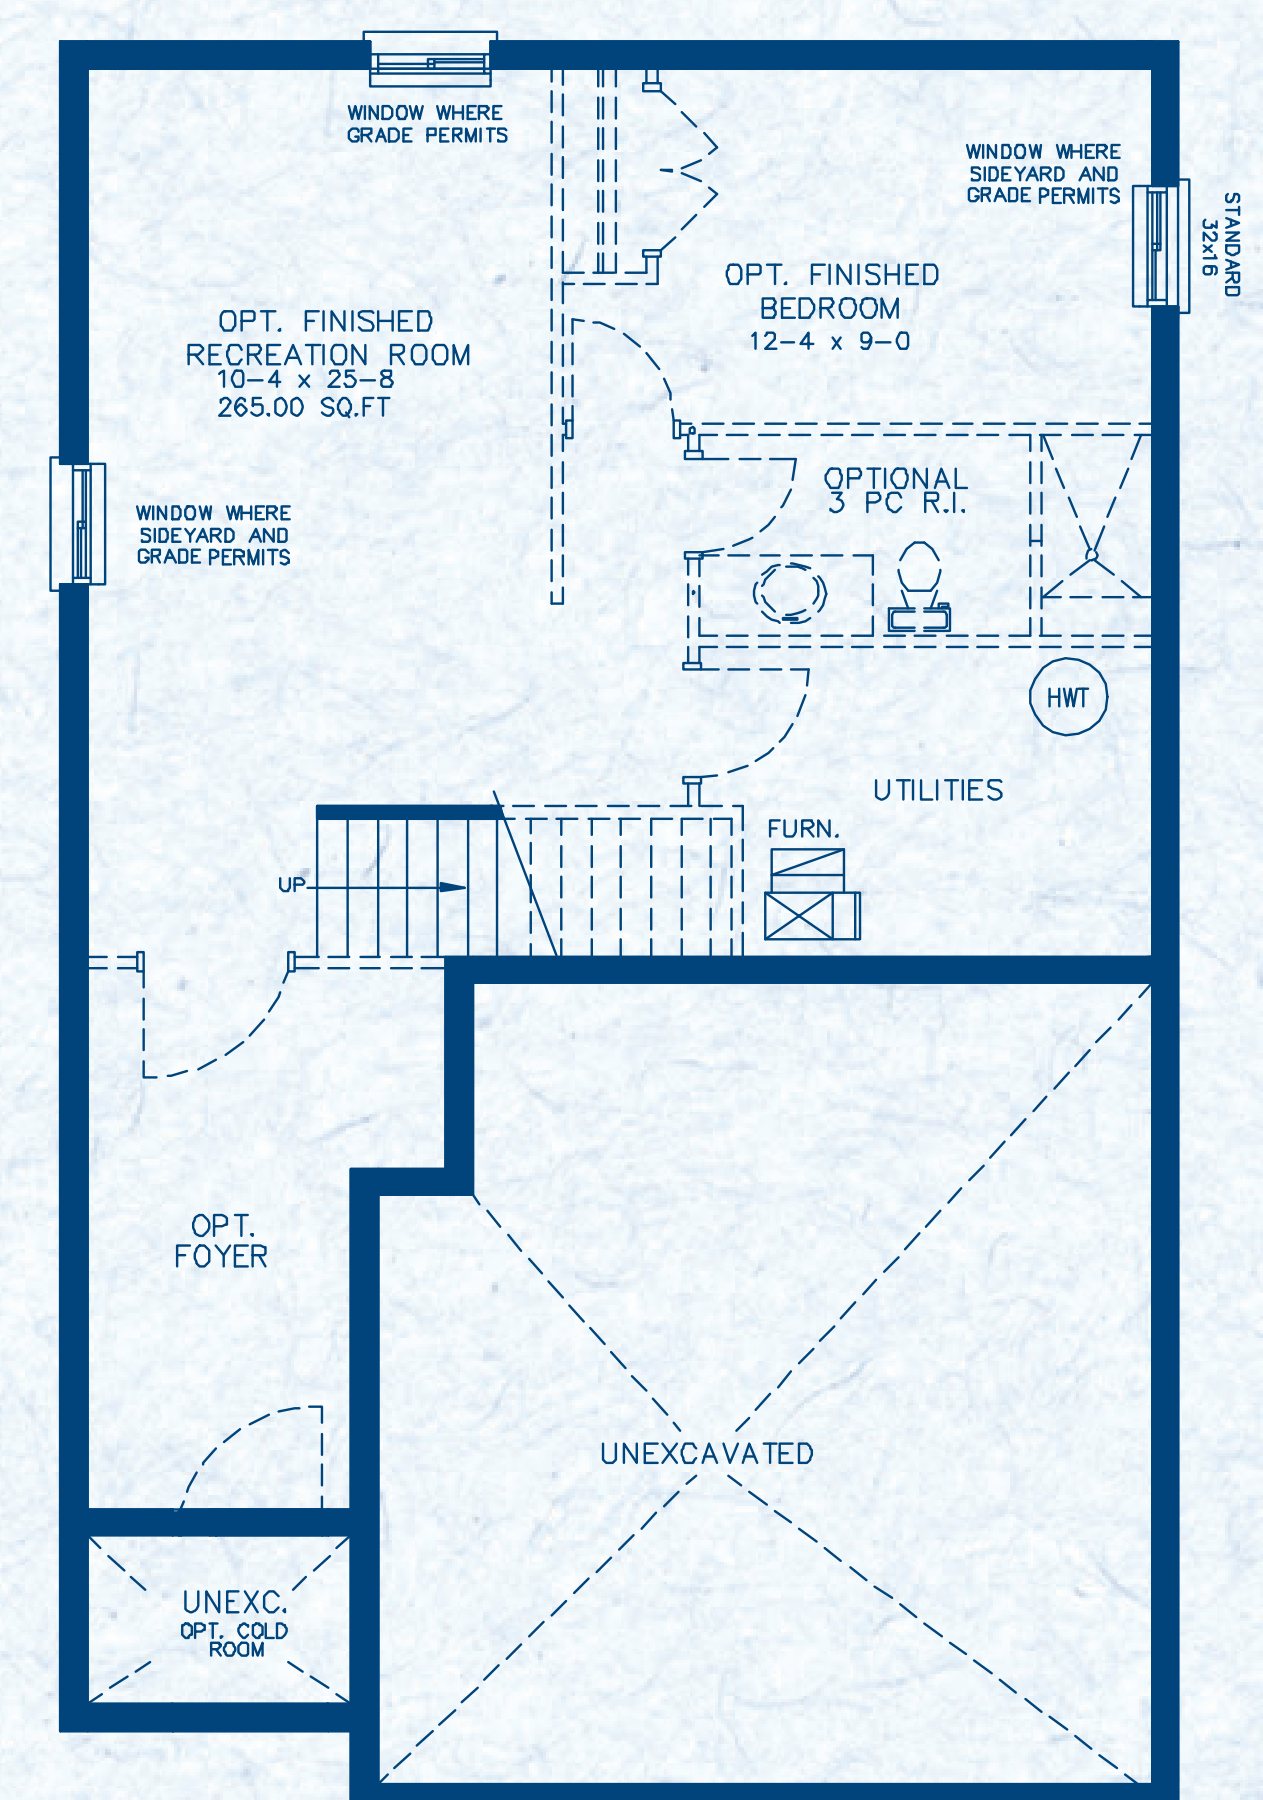 WINDOW WHERE
GRADE PERMITS
WINDOW WHERE
SIDEYARD AND
GRADE PERMITS
STANDARD
32x16
OPT. FINISHED
BEDROOM
12-4 x 9-0
OPT. FINISHED
RECREATION ROOM
10-4 x 25-8
265.00 SQ.FT
OPTIONAL
3 PC R.I.
WINDOW WHERE
SIDEYARD AND
GRADE PERMITS
HWT
UTILITIES
FURN.
UP
OPT.
FOYER
UNEXCAVATED
UNEXC.
OPT. COLD
ROOM